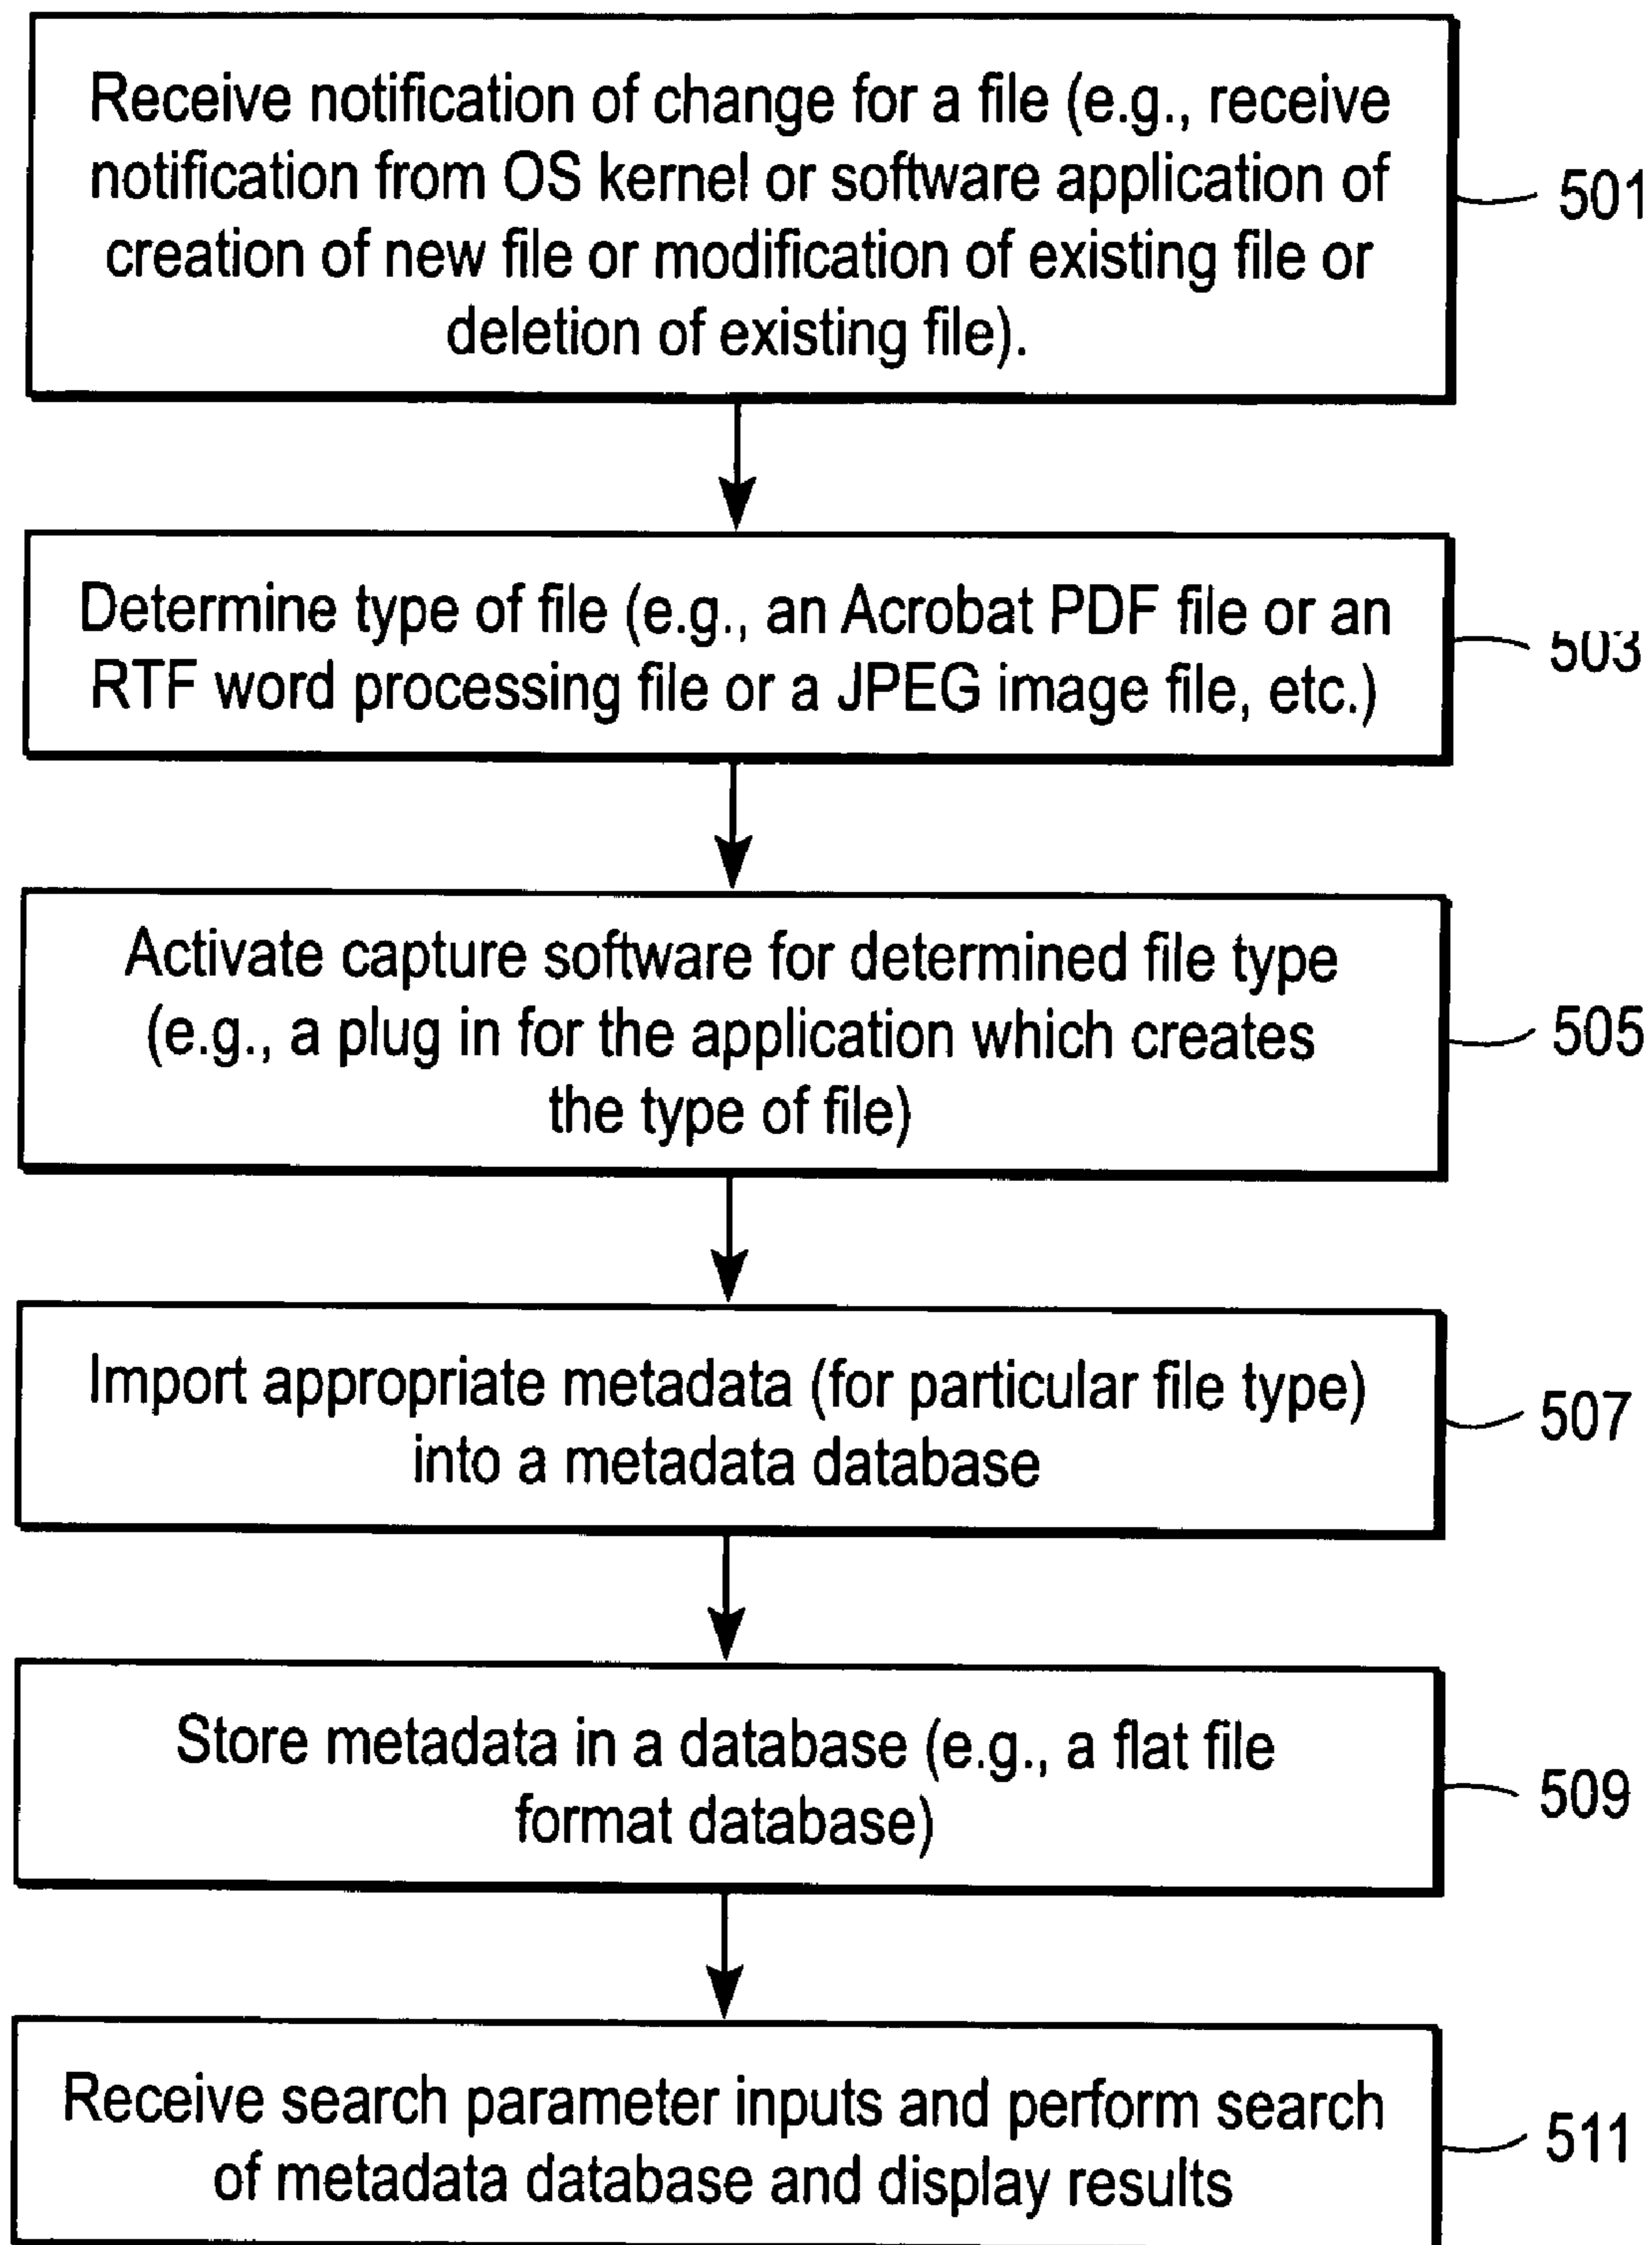 Receive notification of change for a file (e.g., receive
notification from OS kernel or software application of
creation of new file or modification of existing file or
deletion of existing file).
501
Determine type of file (e.g., an Acrobat PDF file or an
RTF word processing file or a JPEG image file, etc.)
503
Activate capture software for determined file type
(e.g., a plug in for the application which creates
the type of file)
505
Import appropriate metadata (for particular file type)
into a metadata database
507
Store metadata in a database (e.g., a flat file
format database)
509
Receive search parameter inputs and perform search
of metadata database and display results
511